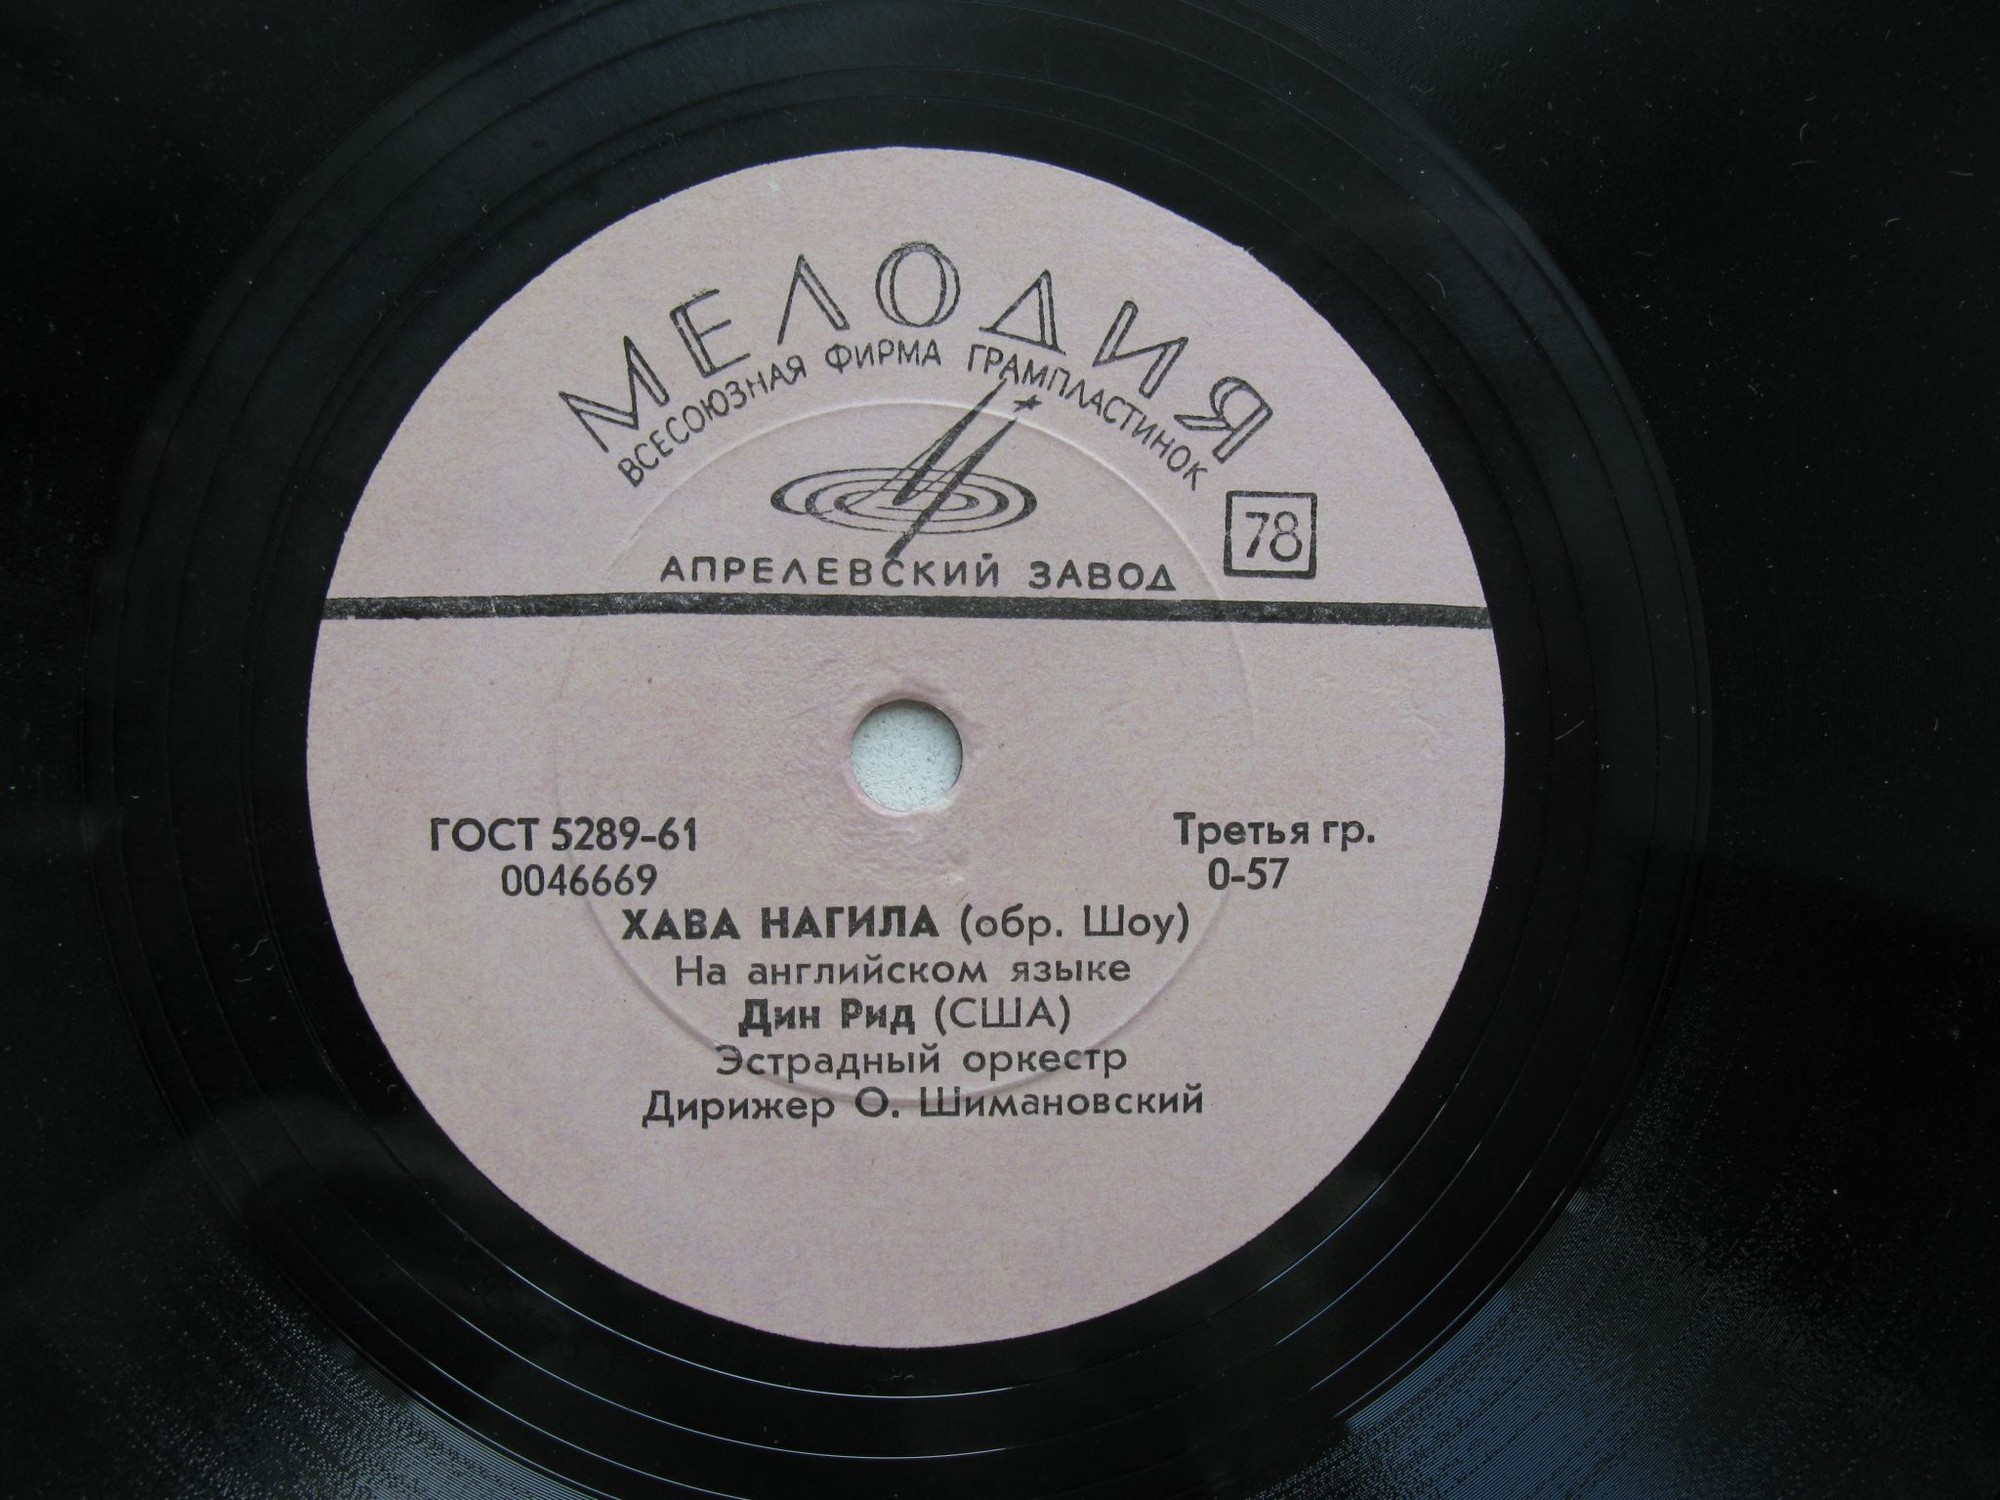 МЕЛОДИЯ
ВСЕСОЮЗНАЯ ФИРМА ГРАМПЛАСТИНОК
78
АПРЕЛЕВСКИЙ ЗАВОД
ГОСТ 5289-61
0046669
Третья гр.
0-57
ХАВА НАГИЛА (обр. Шоу)
На английском языке
Дин Рид (США)
Эстрадный оркестр
Дирижер О. Шимановский